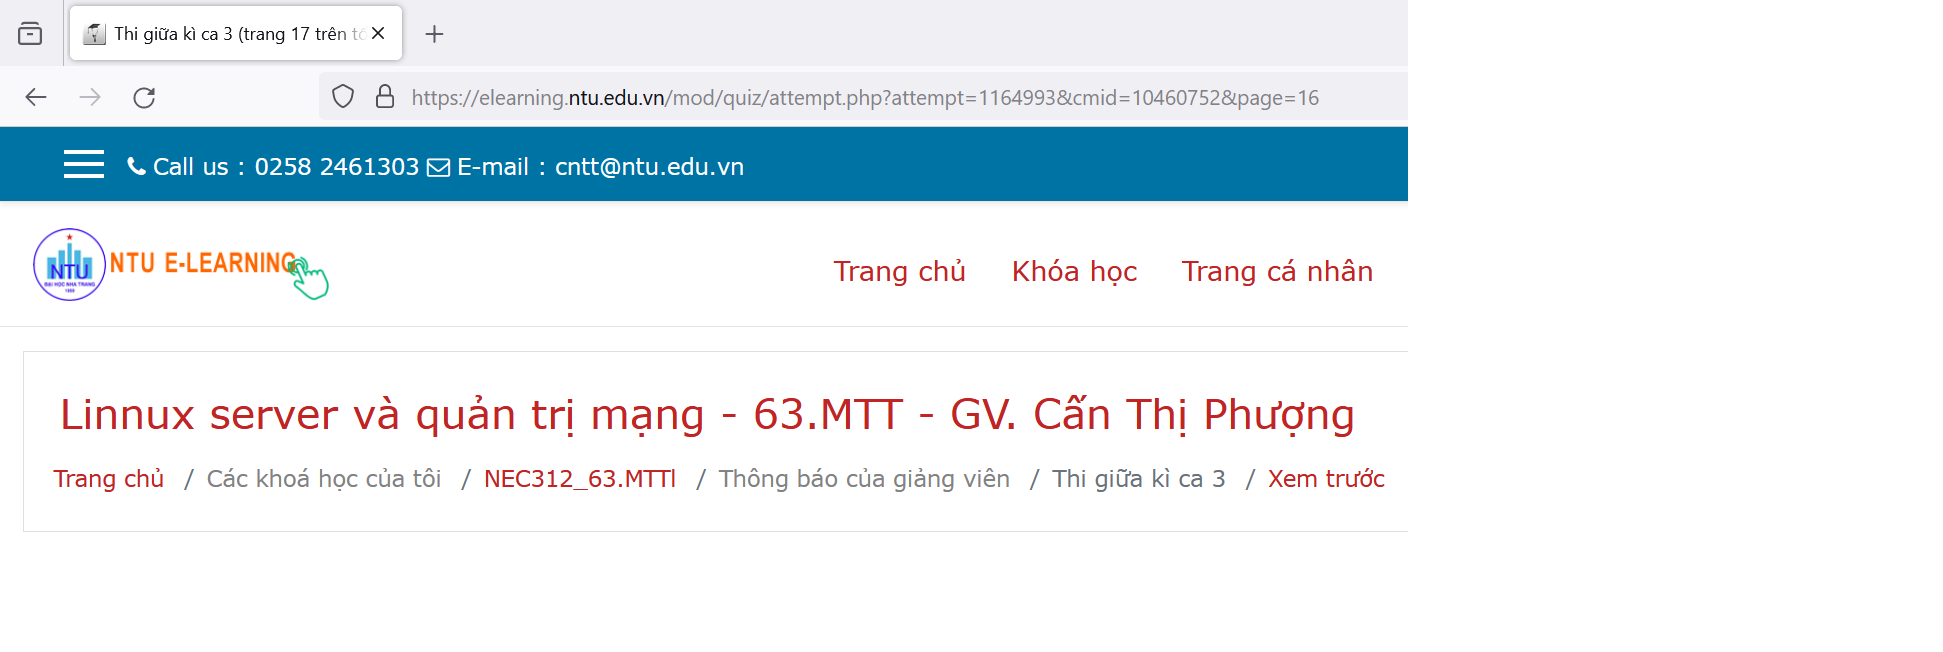 Thi giữa kì ca 3 (trang 17 trên tổ
https://elearning.ntu.edu.vn/mod/quiz/attempt.php?attempt=1164993&cmid=10460752&page=16
Call us : 0258 2461303 E-mail : cntt@ntu.edu.vn
NTU
ĐẠI HỌC NHA TRANG
1959
NTU E-LEARNING
Trang chủ Khóa học Trang cá nhân
Linnux server và quản trị mạng - 63.MTT - GV. Cấn Thị Phượng
Trang chủ / Các khoá học của tôi / NEC312_63.MTTl / Thông báo của giảng viên / Thi giữa kì ca 3 / Xem trước